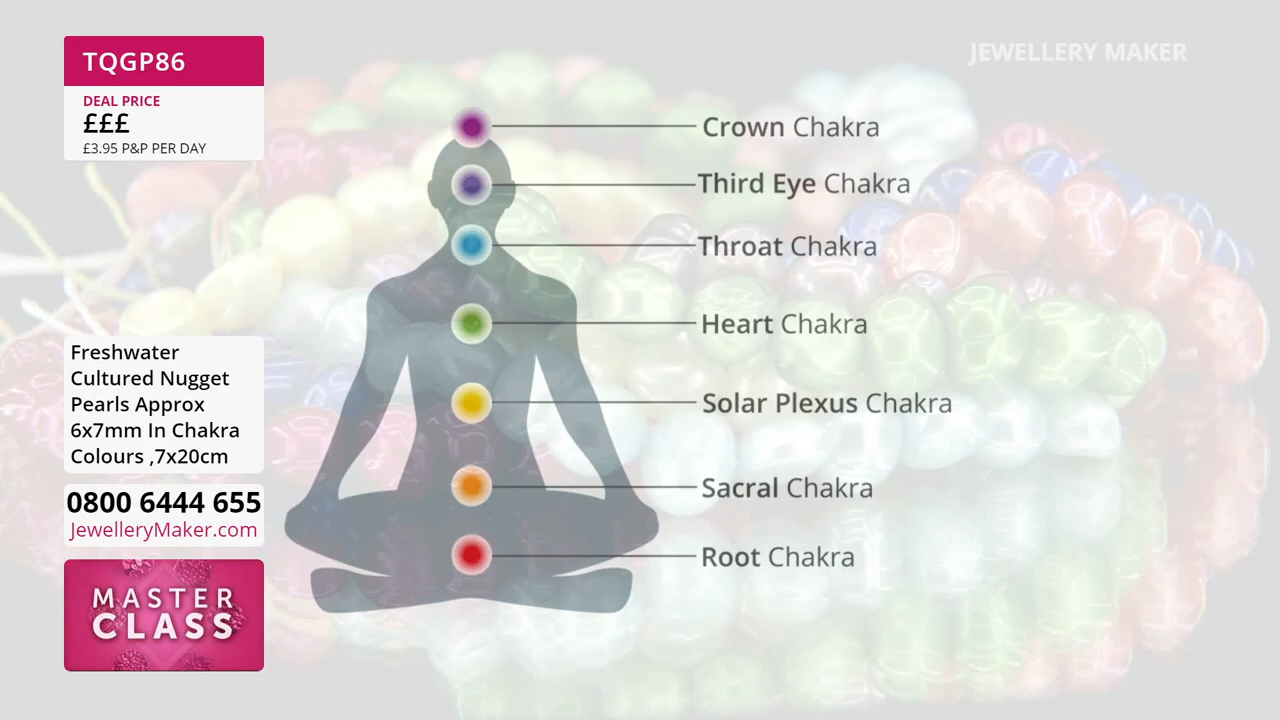 TQGP86
DEAL PRICE
£££
£3.95 P&P PER DAY
Freshwater
Cultured Nugget
Pearls Approx
6x7mm In Chakra
Colours ,7x20cm
0800 6444 655
JewelleryMaker.com
MASTER
CLASS
JEWELLERY MAKER
Crown Chakra
Third Eye Chakra
Throat Chakra
Heart Chakra
Solar Plexus Chakra
Sacral Chakra
Root Chakra